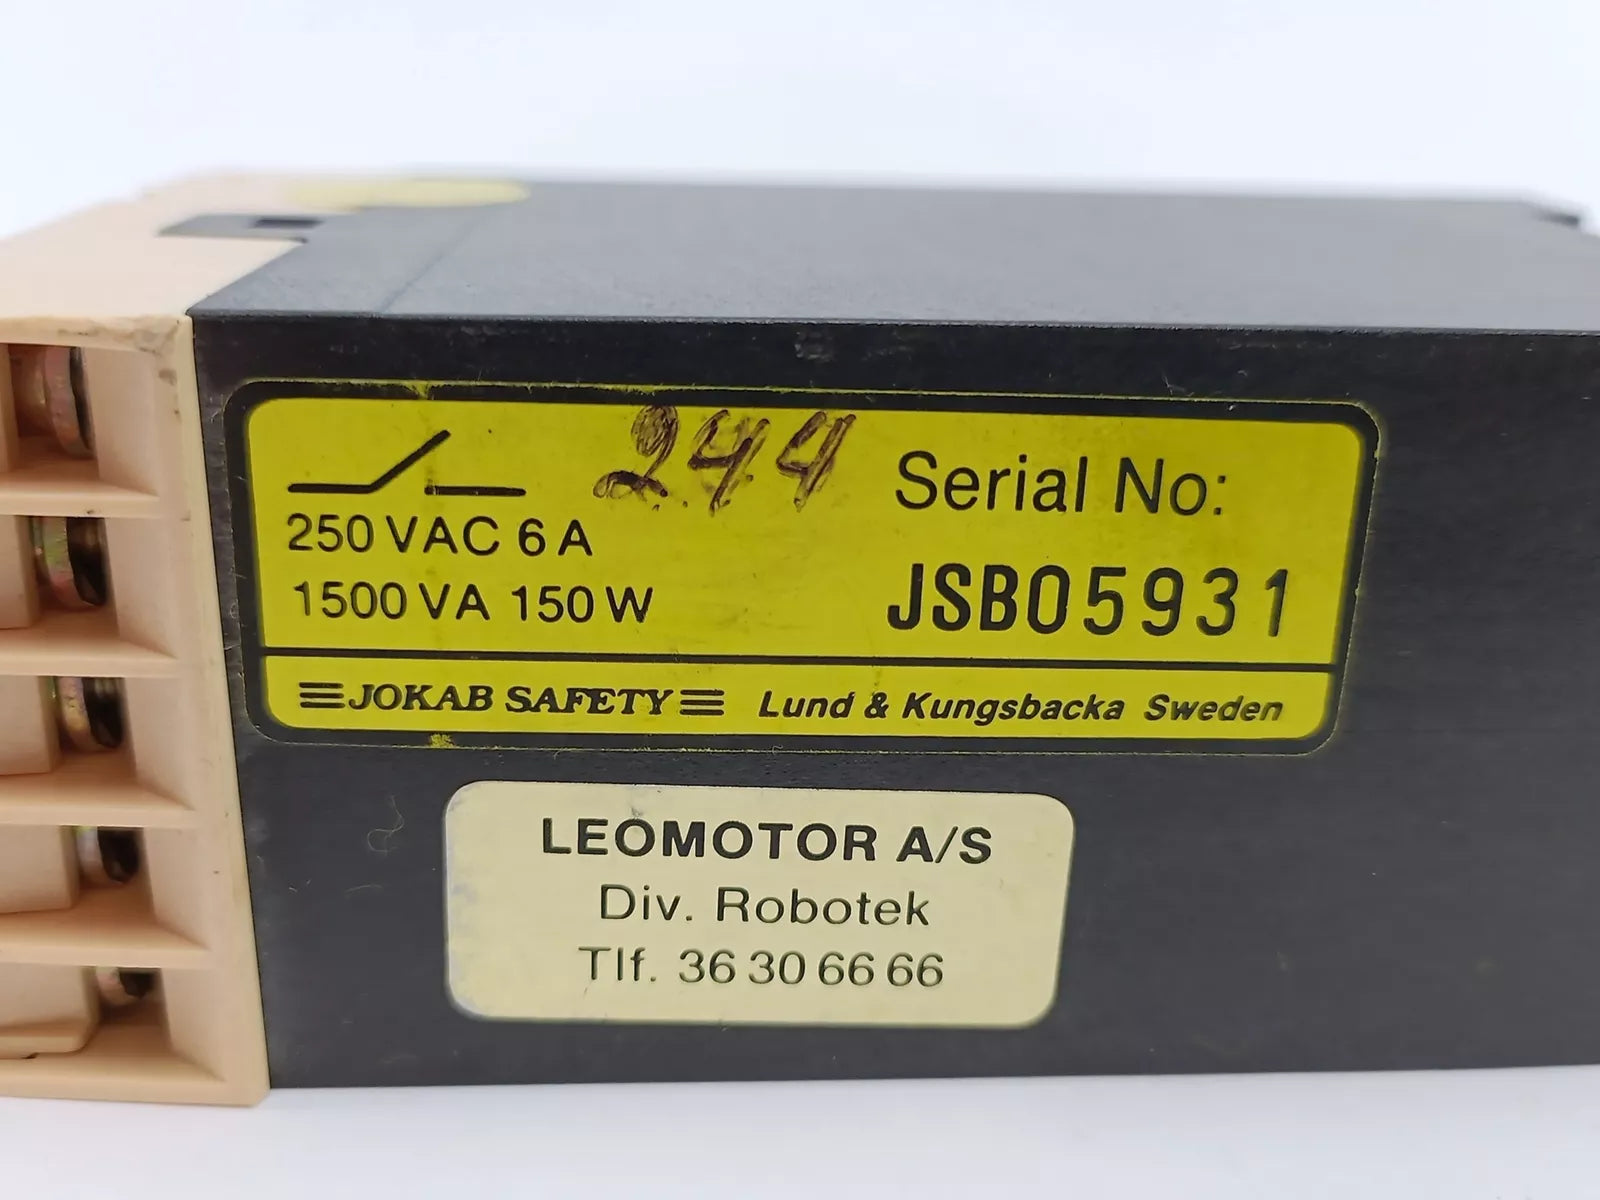 244
Serial No:
250 VAC 6 A
1500 VA 150 W
JSB05931
JOKAB SAFETY Lund & Kungsbacka Sweden
LEOMOTOR A/S
Div. Robotek
Tlf. 36 30 66 66